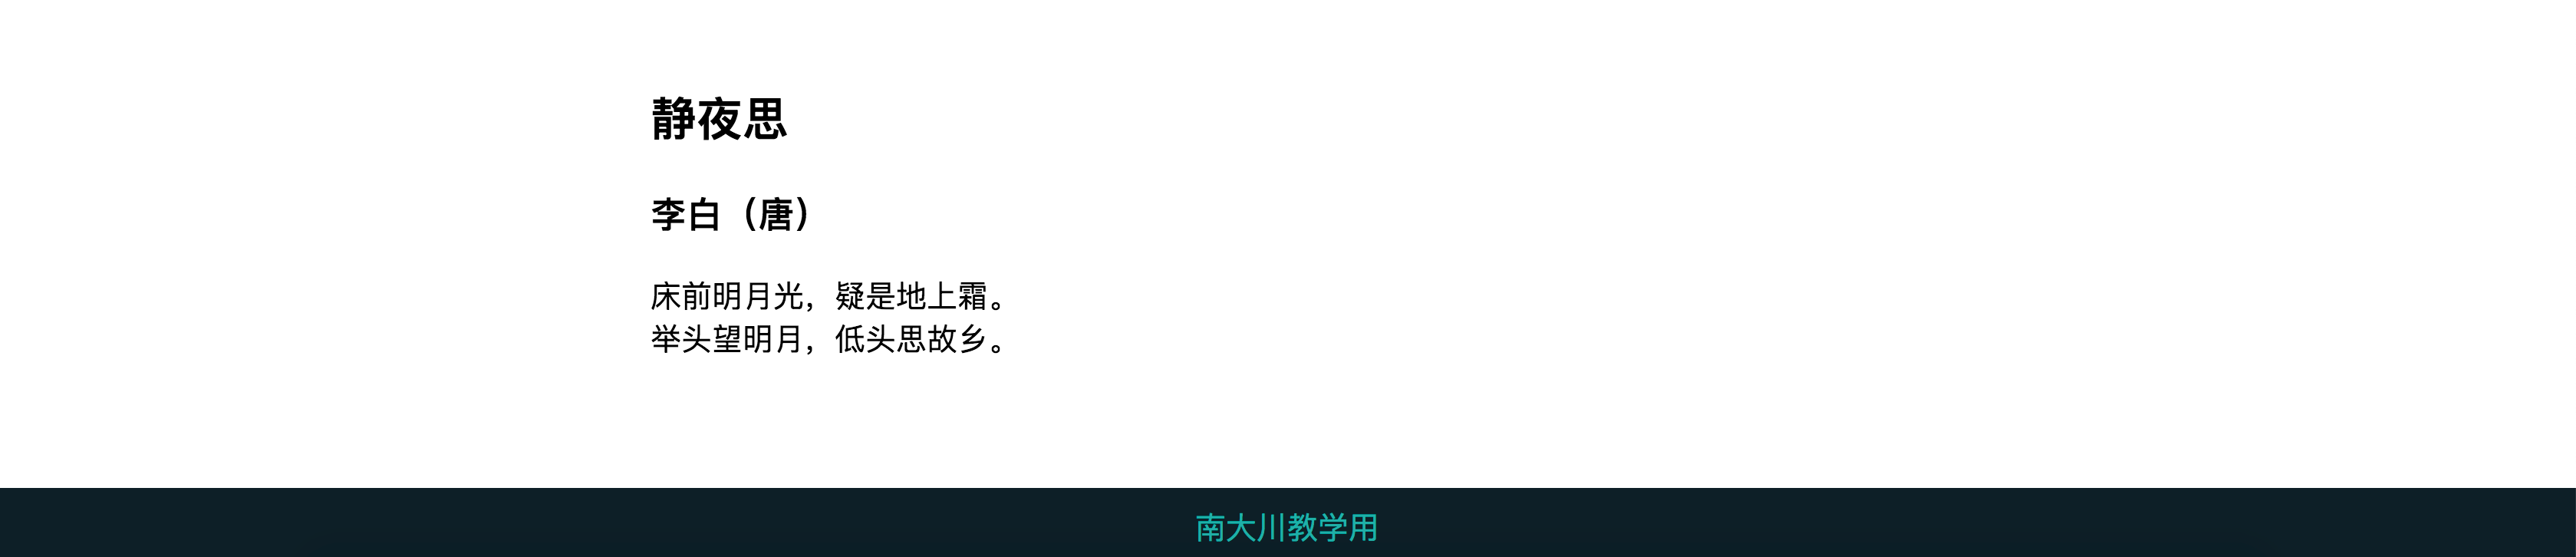 静夜思
李白（唐）
床前明月光，疑是地上霜。
举头望明月，低头思故乡。
南大川教学用